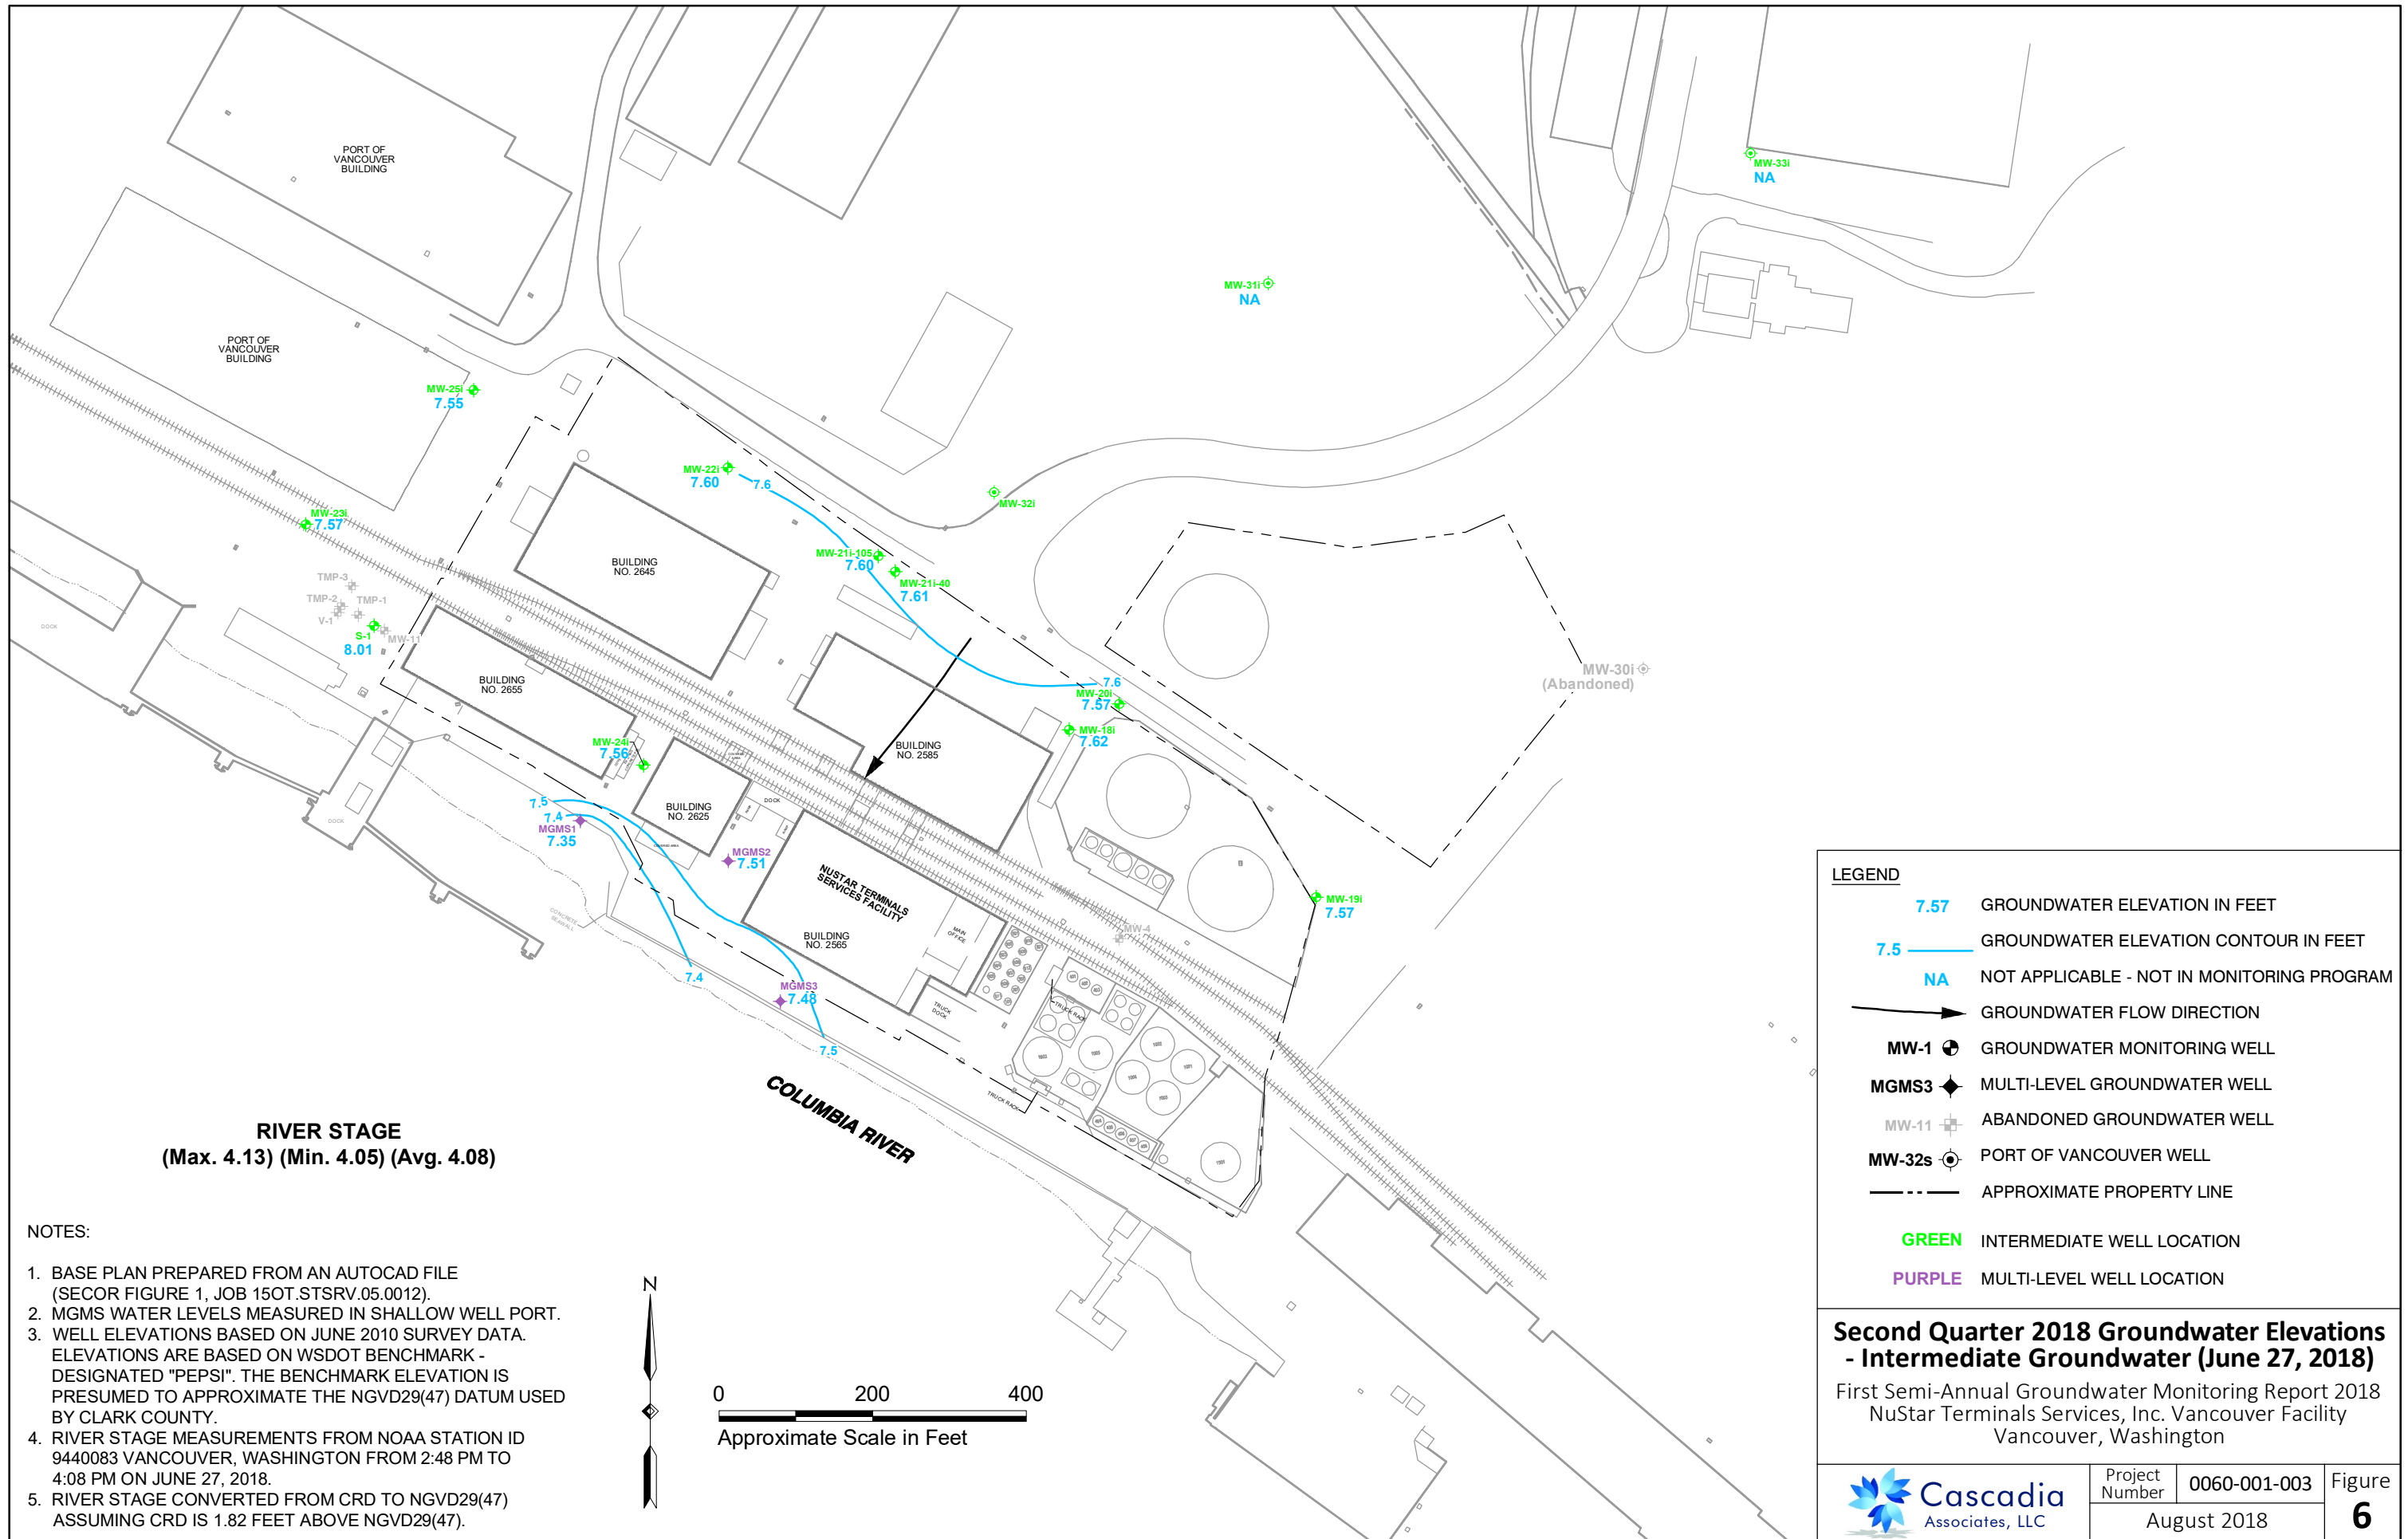 PORT OF
VANCOUVER
BUILDING
PORT OF
VANCOUVER
BUILDING
MW-33i
NA
MW-31i
NA
MW-25i
7.55
MW-22i
7.60
7.6
MW-32i
MW-23i
7.57
MW-21i-105
7.60
MW-21i-40
7.61
BUILDING
NO. 2645
TMP-3
TMP-2
TMP-1
V-1
S-1
8.01
MW-11
DOCK
BUILDING
NO. 2655
7.6
MW-20i
7.57
MW-18i
7.62
MW-30i
(Abandoned)
MW-24i
7.56
BUILDING
NO. 2585
7.5
7.4
MGMS1
7.35
BUILDING
NO. 2625
DOCK
DOCK
MGMS2
7.51
NUSTAR TERMINALS
SERVICES FACILITY
MW-19i
7.57
CONCRETE
SEAWALL
BUILDING
NO. 2565
MAIN
OFFICE
MW-4
7.4
MGMS3
7.48
7.5
TRUCK
DOCK
TRUCK RACK
TRUCK RACK
COLUMBIA RIVER
RIVER STAGE
(Max. 4.13) (Min. 4.05) (Avg. 4.08)
NOTES:
1. BASE PLAN PREPARED FROM AN AUTOCAD FILE
(SECOR FIGURE 1, JOB 15OT.STSRV.05.0012).
2. MGMS WATER LEVELS MEASURED IN SHALLOW WELL PORT.
3. WELL ELEVATIONS BASED ON JUNE 2010 SURVEY DATA.
ELEVATIONS ARE BASED ON WSDOT BENCHMARK -
DESIGNATED "PEPSI". THE BENCHMARK ELEVATION IS
PRESUMED TO APPROXIMATE THE NGVD29(47) DATUM USED
BY CLARK COUNTY.
4. RIVER STAGE MEASUREMENTS FROM NOAA STATION ID
9440083 VANCOUVER, WASHINGTON FROM 2:48 PM TO
4:08 PM ON JUNE 27, 2018.
5. RIVER STAGE CONVERTED FROM CRD TO NGVD29(47)
ASSUMING CRD IS 1.82 FEET ABOVE NGVD29(47).
N
0 200 400
Approximate Scale in Feet
LEGEND
7.57 GROUNDWATER ELEVATION IN FEET
7.5 GROUNDWATER ELEVATION CONTOUR IN FEET
NA NOT APPLICABLE - NOT IN MONITORING PROGRAM
GROUNDWATER FLOW DIRECTION
MW-1 GROUNDWATER MONITORING WELL
MGMS3 MULTI-LEVEL GROUNDWATER WELL
MW-11 ABANDONED GROUNDWATER WELL
MW-32s PORT OF VANCOUVER WELL
APPROXIMATE PROPERTY LINE
GREEN INTERMEDIATE WELL LOCATION
PURPLE MULTI-LEVEL WELL LOCATION
Second Quarter 2018 Groundwater Elevations
- Intermediate Groundwater (June 27, 2018)
First Semi-Annual Groundwater Monitoring Report 2018
NuStar Terminals Services, Inc. Vancouver Facility
Vancouver, Washington
Cascadia
Associates, LLC
Project
Number
0060-001-003
August 2018
Figure
6